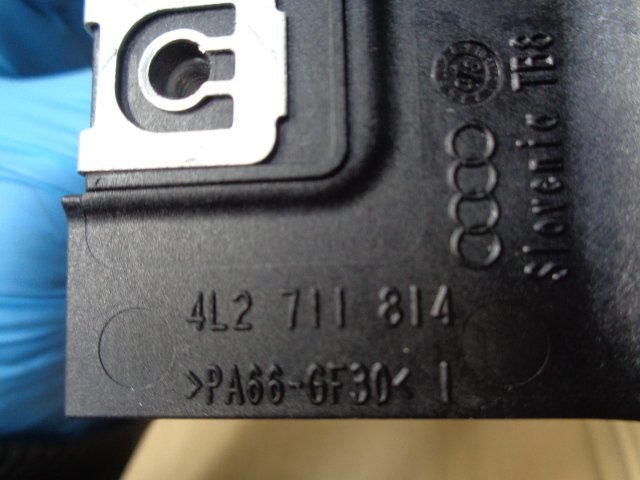 4L2 711 814
>PA66-GF30< 1
Slovenia TB8